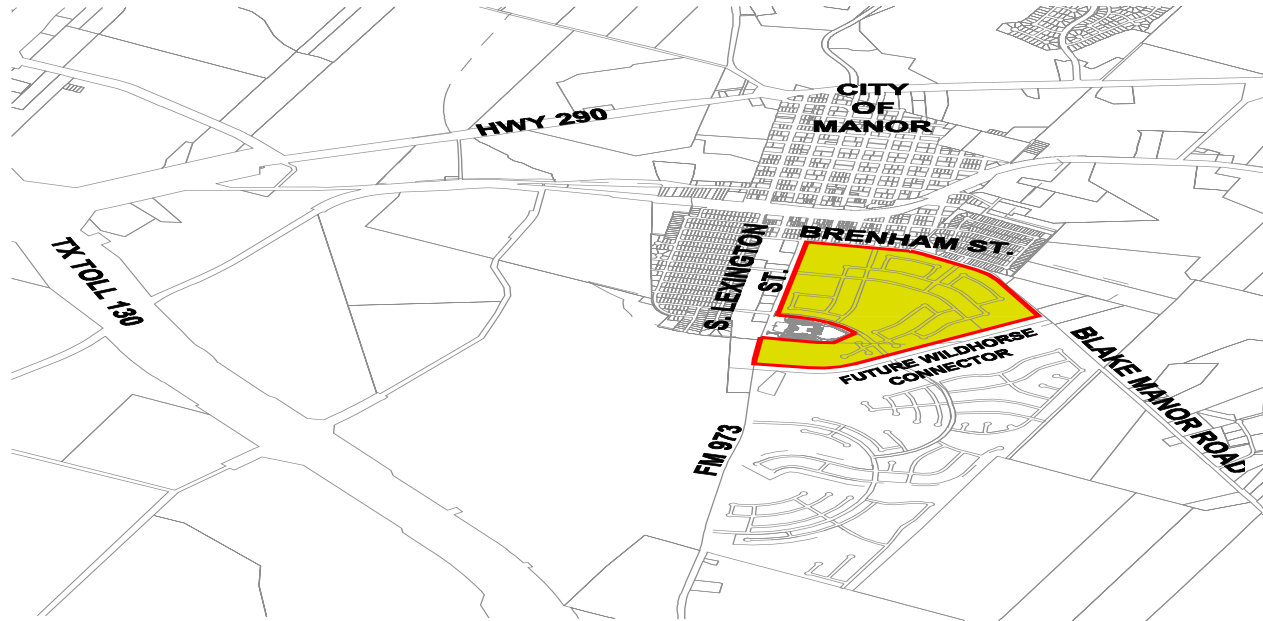 CITY
OF
MANOR
HWY 290
BRENHAM ST.
S. LEXINGTON
ST.
TX TOLL 130
FUTURE WILDHORSE
CONNECTOR
BLAKE MANOR ROAD
FM 973